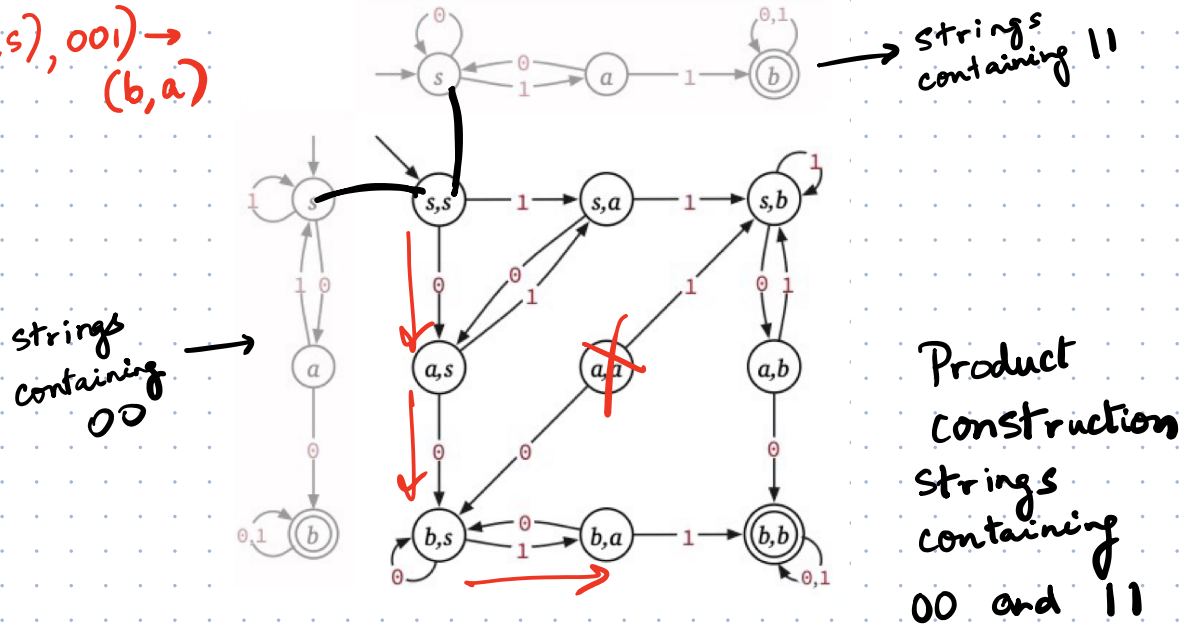 ,s), 001) →
(b,a)
0
0,1
s
0
1
a
1
b
strings
containing 11
1
s
s,s
1
s,a
1
s,b
1
1 0
0
0
1
1
0 1
strings
containing
00
a
a,s
a,a
a,b
Product
construction
strings
containing
00 and 11
0
0
0
0
0,1
b
b,s
0
1
b,a
1
b,b
0
0,1